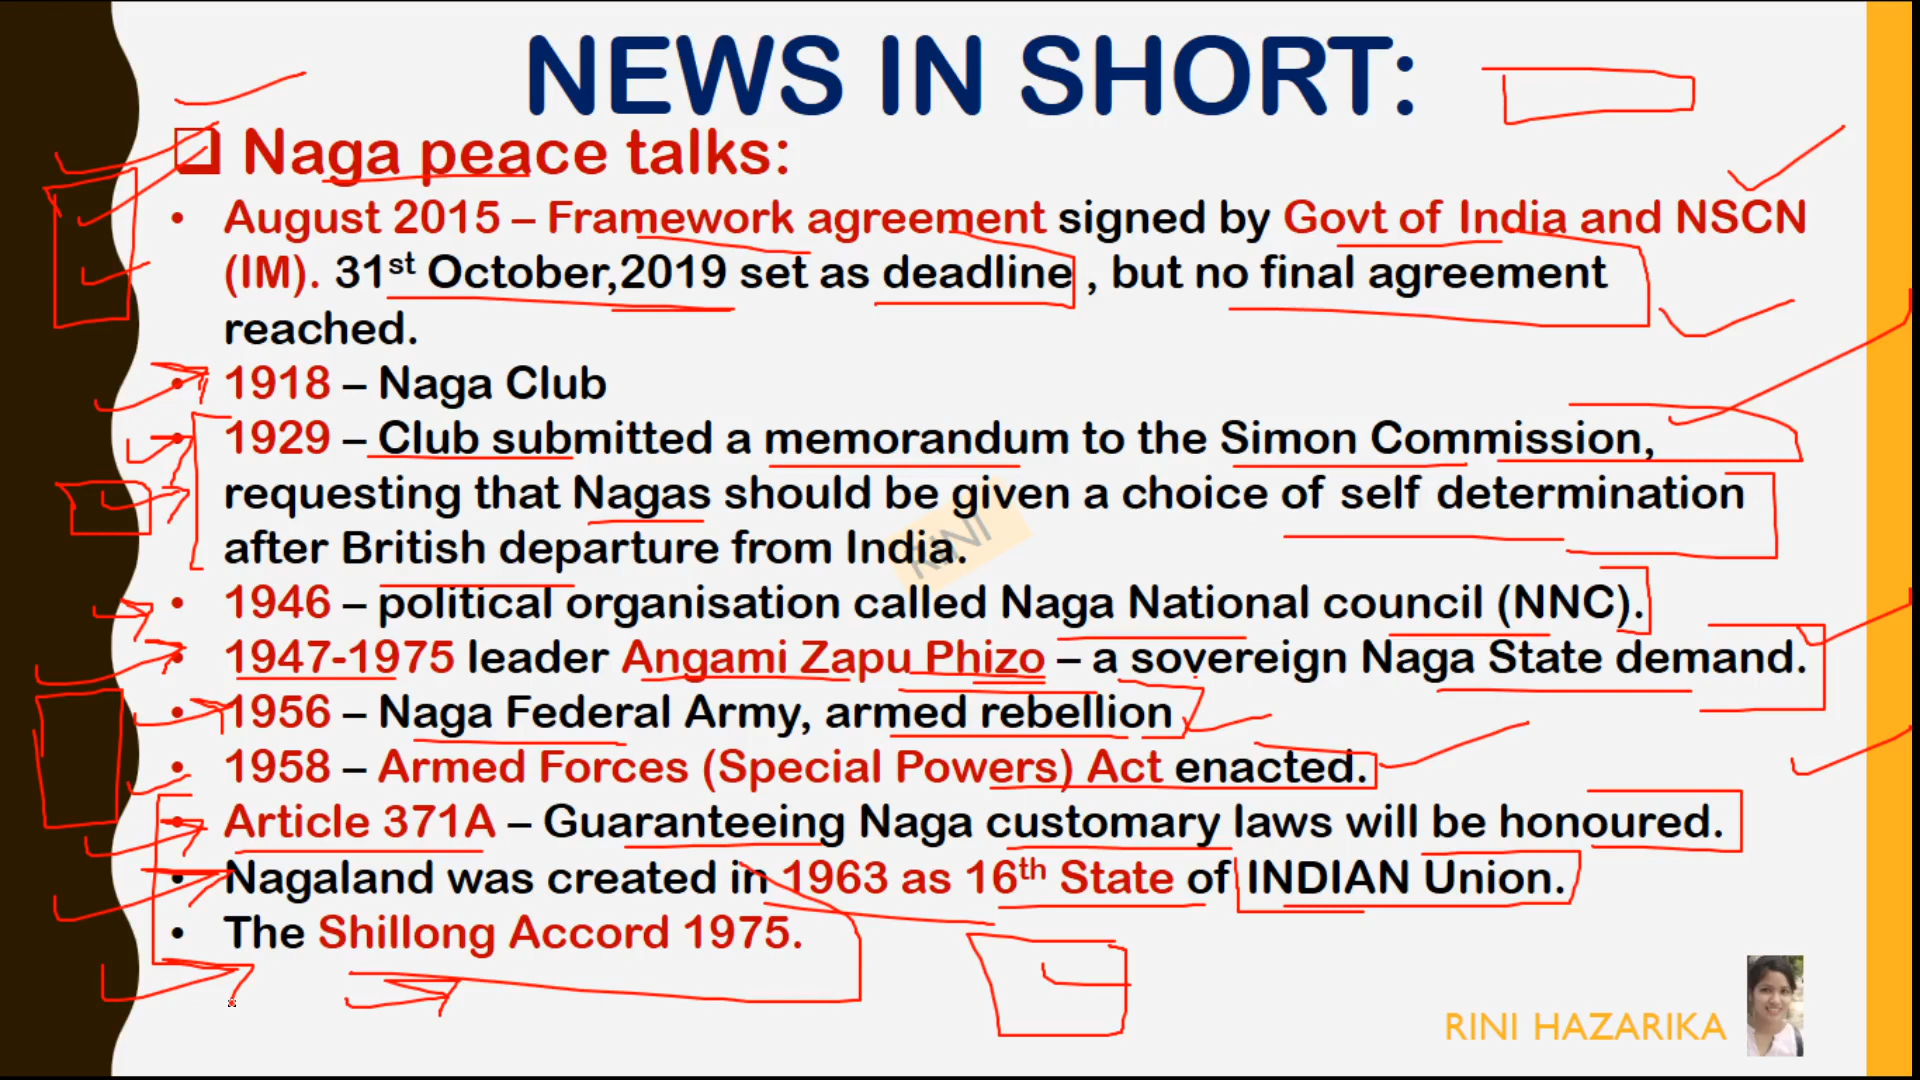 NEWS IN SHORT:
Naga peace talks:
• August 2015 – Framework agreement signed by Govt of India and NSCN
(IM). 31st October,2019 set as deadline , but no final agreement
reached.
• 1918 – Naga Club
• 1929 – Club submitted a memorandum to the Simon Commission,
requesting that Nagas should be given a choice of self determination
after British departure from India.
• 1946 – political organisation called Naga National council (NNC).
• 1947-1975 leader Angami Zapu Phizo – a sovereign Naga State demand.
• 1956 – Naga Federal Army, armed rebellion
• 1958 – Armed Forces (Special Powers) Act enacted.
• Article 371A – Guaranteeing Naga customary laws will be honoured.
• Nagaland was created in 1963 as 16th State of INDIAN Union.
• The Shillong Accord 1975.
RINI
RINI HAZARIKA